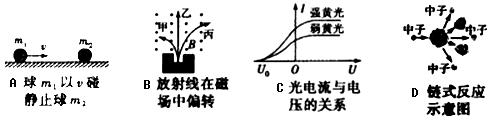 m₁ v m₂
A 球m₁以v碰
静止球m₂
甲 乙 丙
B
B 放射线在磁
场中偏转
I
强黄光
弱黄光
U₀ O U
C 光电流与电
压的关系
中子
中子 中子
中子
D 链式反应
示意图